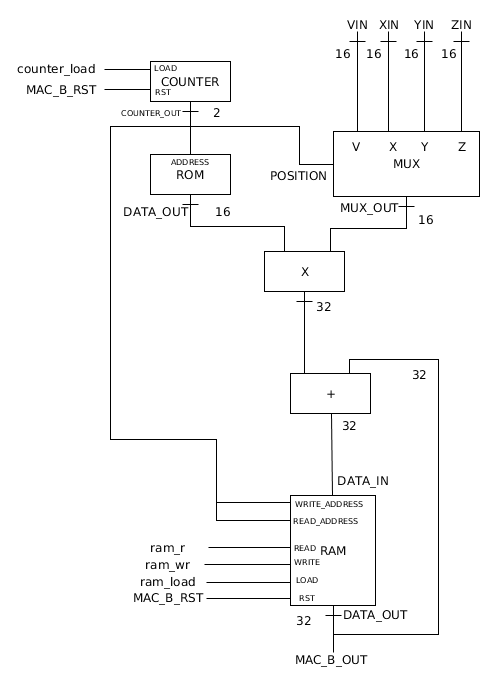 VIN XIN YIN ZIN
16 16 16 16
counter_load LOAD
COUNTER
MAC_B_RST RST
COUNTER_OUT 2
V X Y Z
MUX
ADDRESS
ROM
POSITION
DATA_OUT 16
MUX_OUT
16
X
32
32
+
32
DATA_IN
WRITE_ADDRESS
READ_ADDRESS
ram_r READ RAM
ram_wr WRITE
ram_load LOAD
MAC_B_RST RST
32 DATA_OUT
MAC_B_OUT